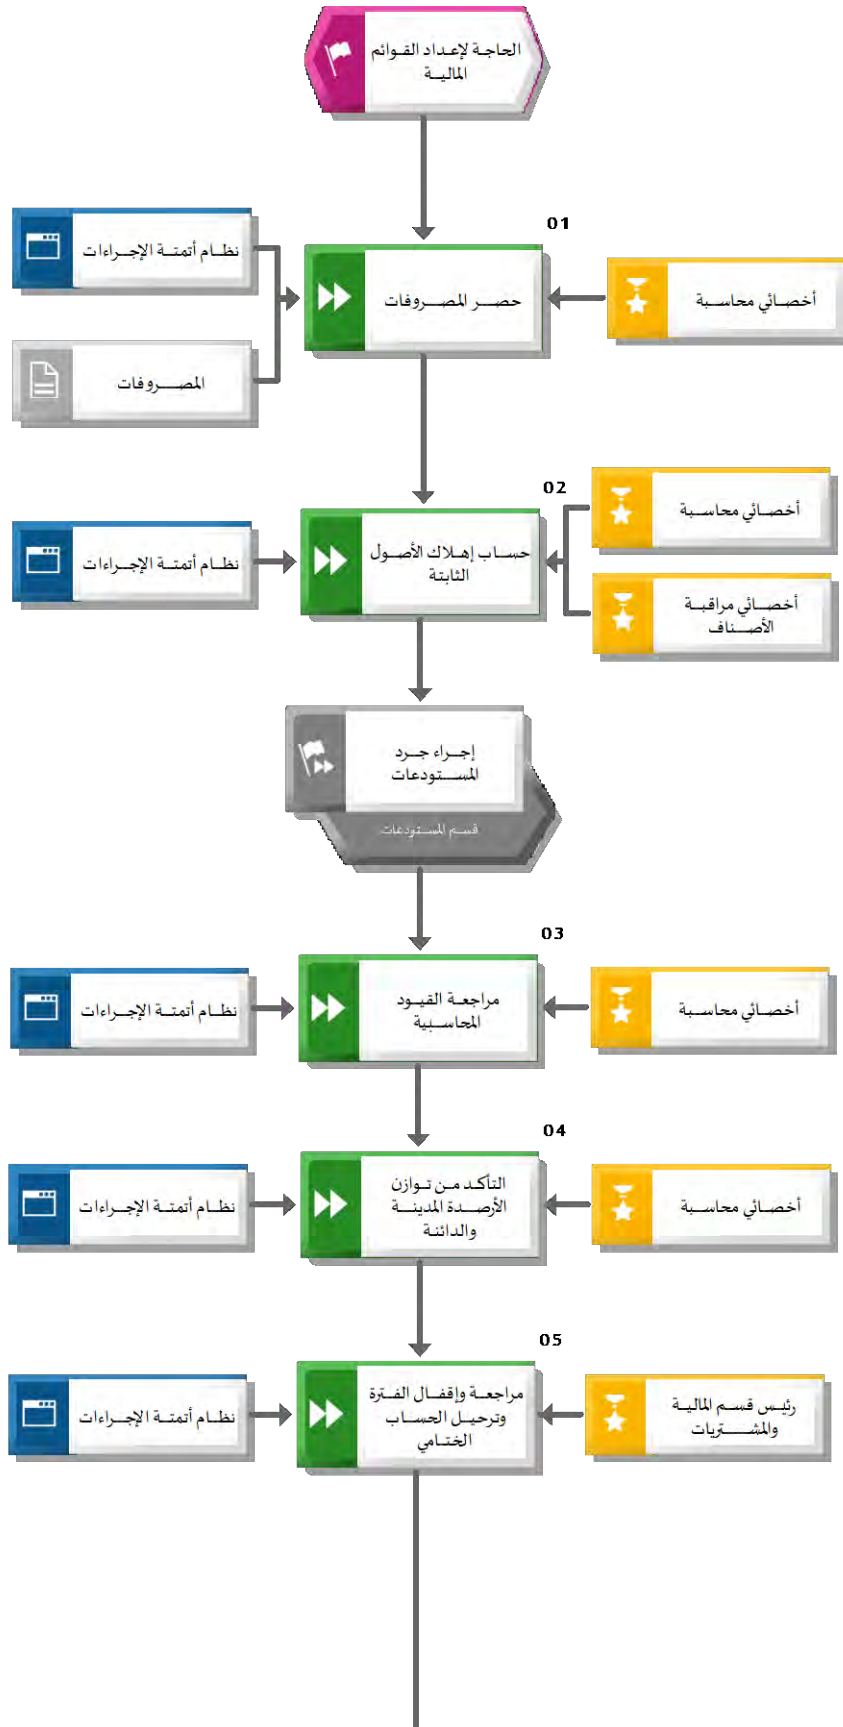 الحاجة لإعداد القوائم
المالية
01
أخصائي محاسبة
حصر المصروفات
نظام أتمتة الإجراءات
المصروفات
02
أخصائي محاسبة
أخصائي مراقبة
الأصناف
حساب إهلاك الأصول
الثابتة
نظام أتمتة الإجراءات
إجراء جرد
المستودعات
قسم المستودعات
03
أخصائي محاسبة
مراجعة القيود
المحاسبية
نظام أتمتة الإجراءات
04
أخصائي محاسبة
التأكد من توازن
الأرصدة المدينة
والدائنة
نظام أتمتة الإجراءات
05
رئيس قسم المالية
والمشتريات
مراجعة وإقفال الفترة
وترحيل الحساب
الختامي
نظام أتمتة الإجراءات